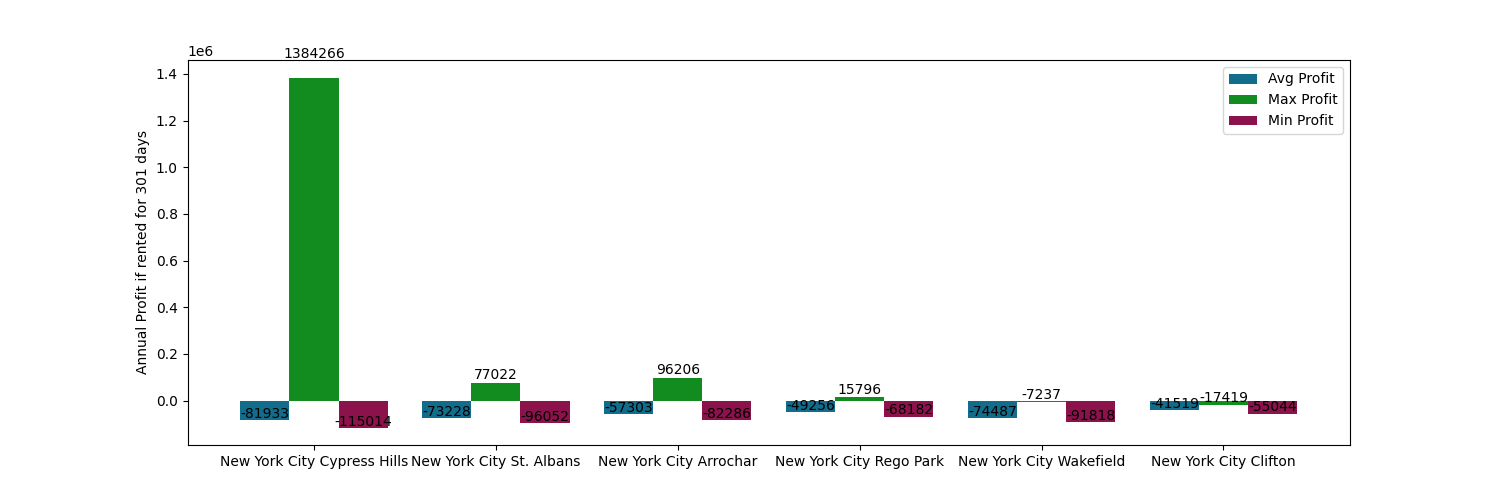 1e6
1384266
1.4
1.2
1.0
0.8
0.6
0.4
0.2
0.0
Annual Profit if rented for 301 days
Avg Profit
Max Profit
Min Profit
-81933
-115014
77022
-73228
-96052
96206
-57303
-82286
15796
-49256
-68182
-7237
-74487
-91818
-41519
-17419
-55044
New York City Cypress Hills
New York City St. Albans
New York City Arrochar
New York City Rego Park
New York City Wakefield
New York City Clifton